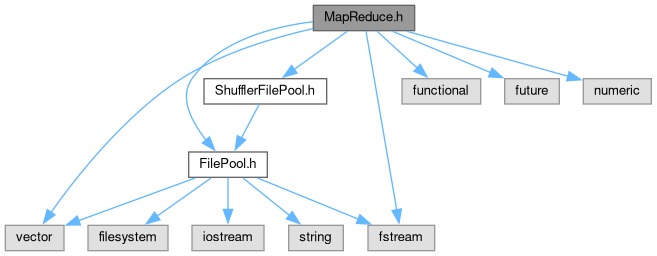 MapReduce.h
ShufflerFilePool.h
functional
future
numeric
FilePool.h
vector
filesystem
iostream
string
fstream